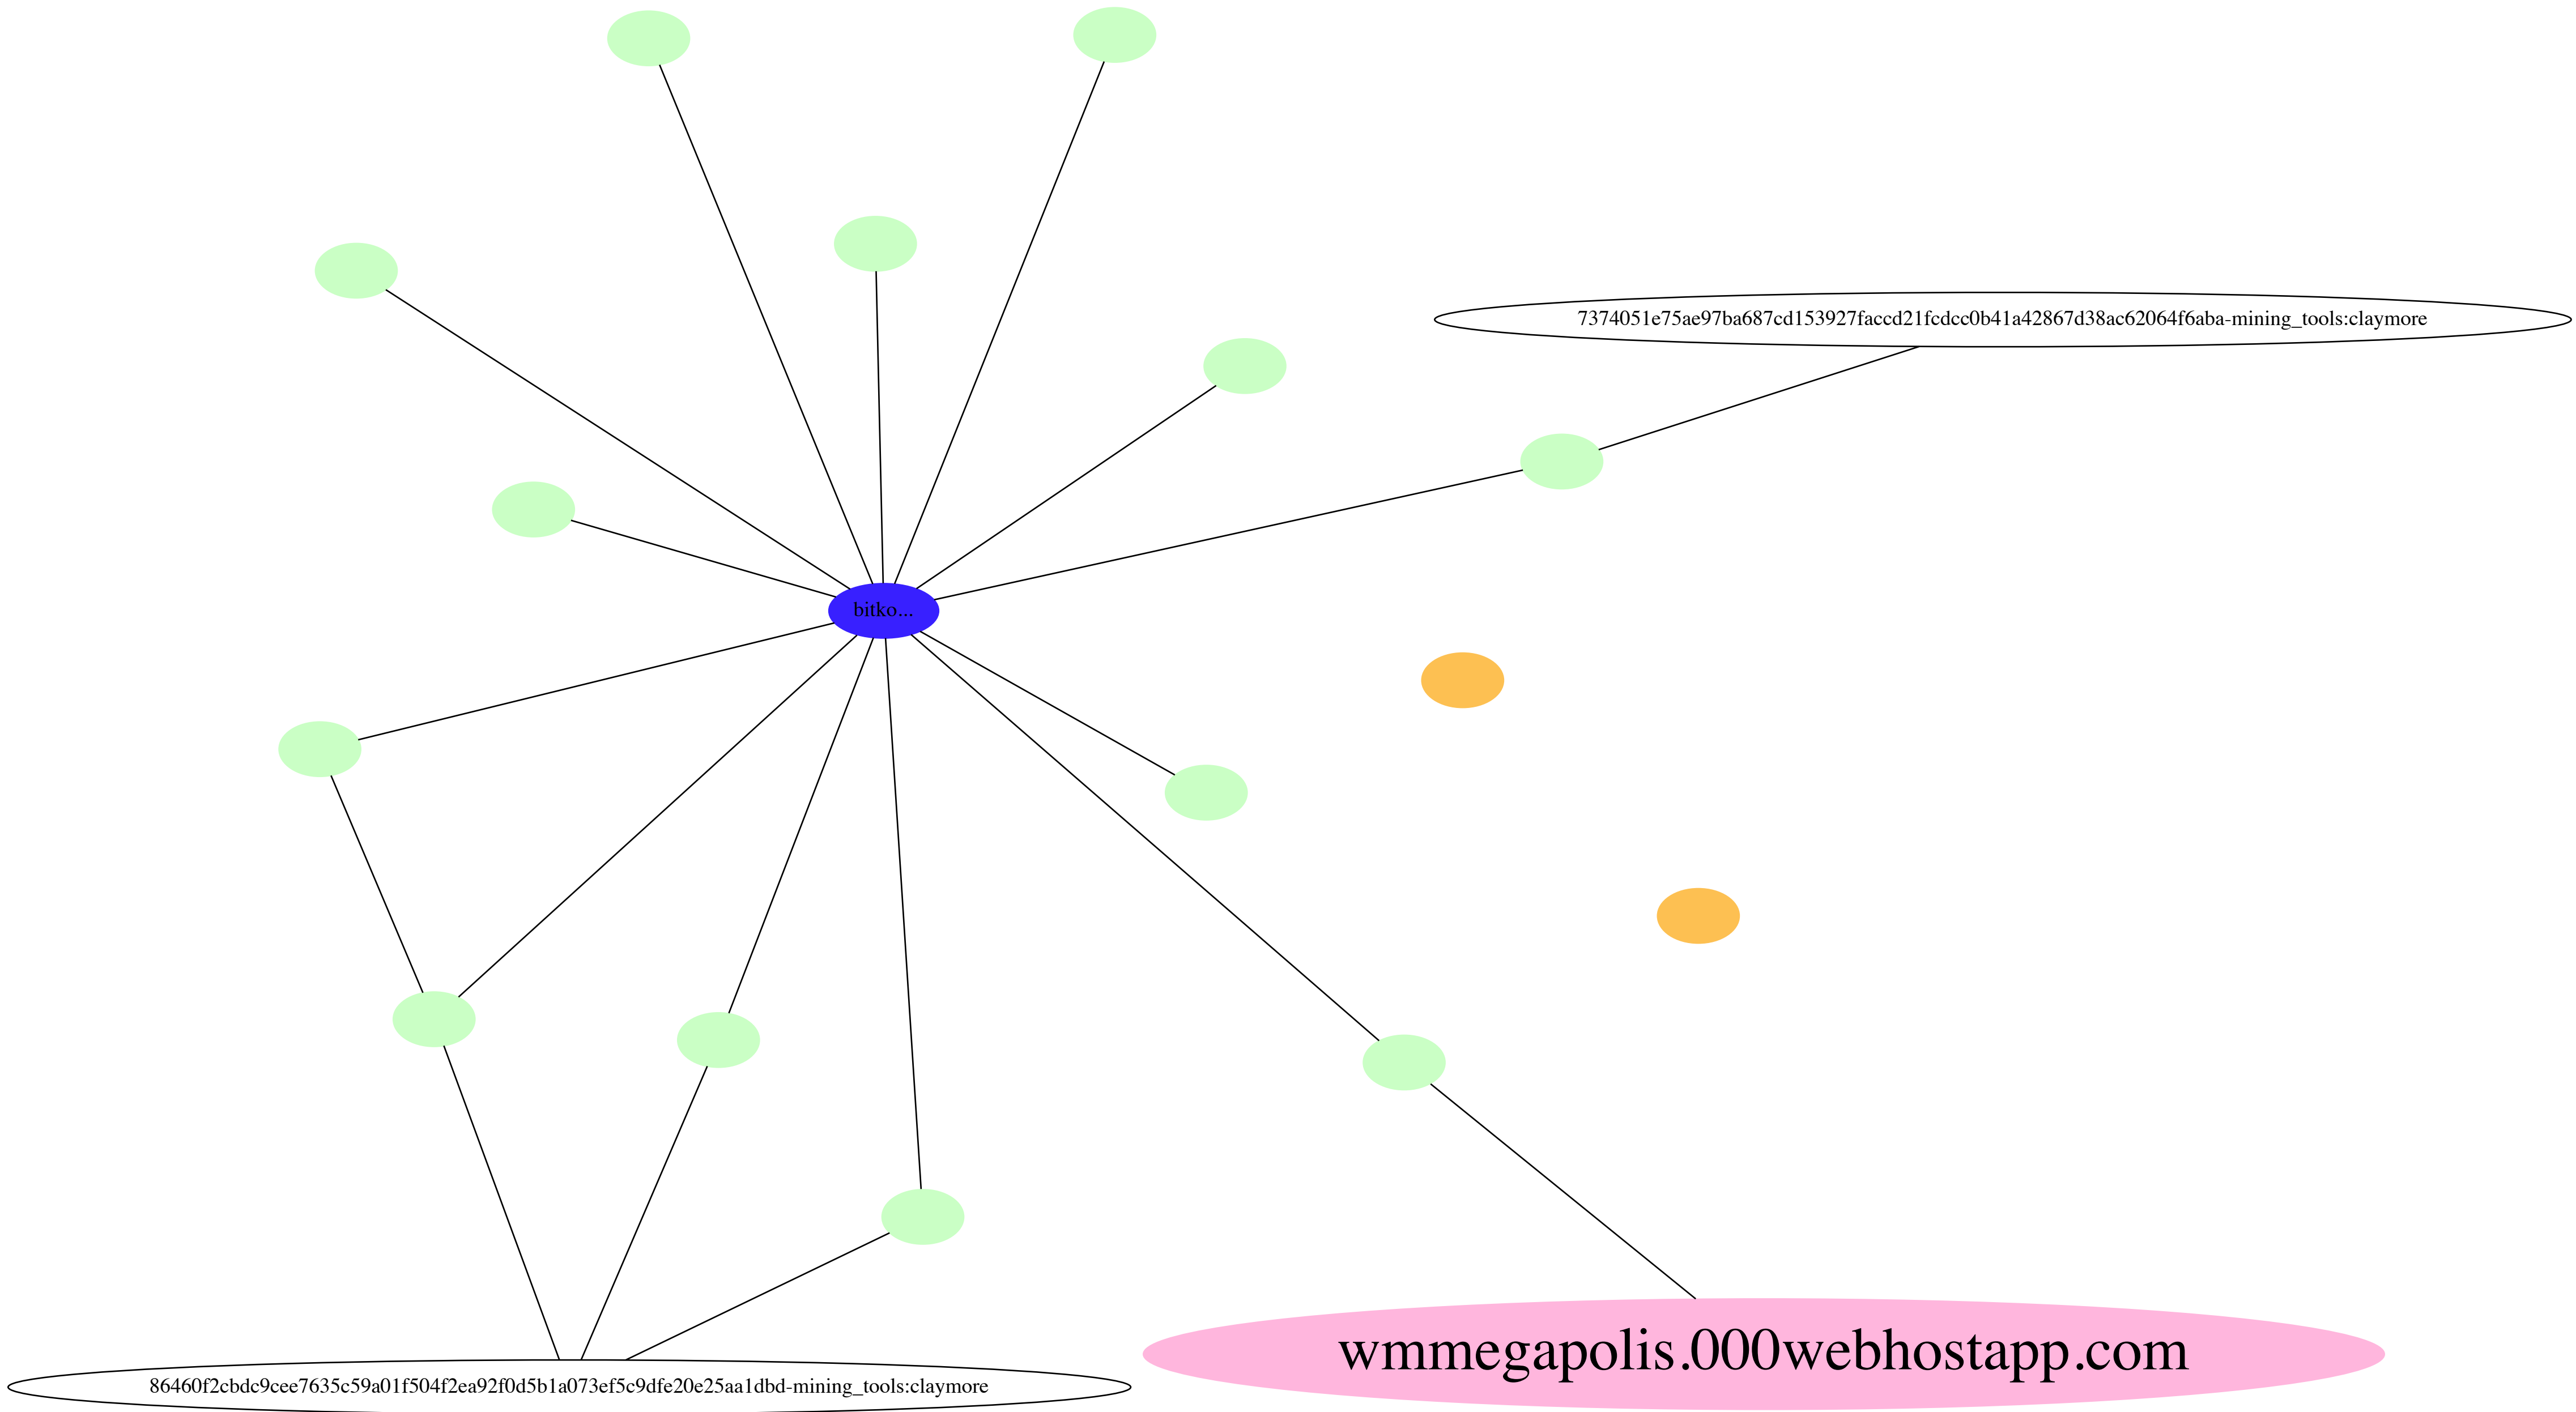 7374051e75ae97ba687cd153927faccd21fcdcc0b41a42867d38ac62064f6aba-mining_tools:claymore
bitko...
wmmegapolis.000webhostapp.com
86460f2cbdc9cee7635c59a01f504f2ea92f0d5b1a073ef5c9dfe20e25aa1dbd-mining_tools:claymore